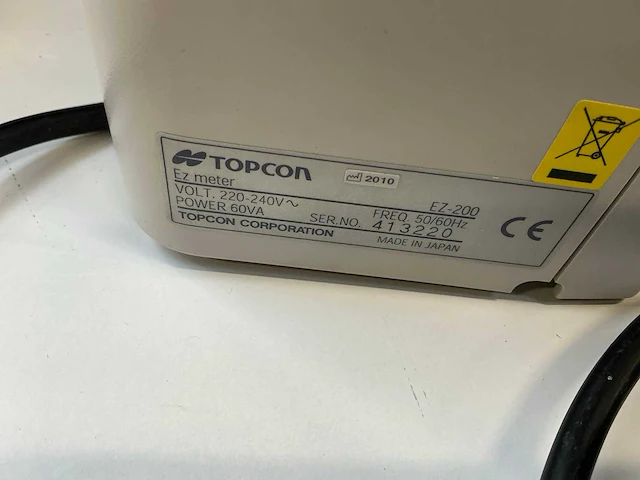 TOPCON
Ez meter 2010 EZ-200
VOLT. 220-240V~ FREQ. 50/60Hz
POWER 60VA SER.NO. 413220
TOPCON CORPORATION MADE IN JAPAN
CE